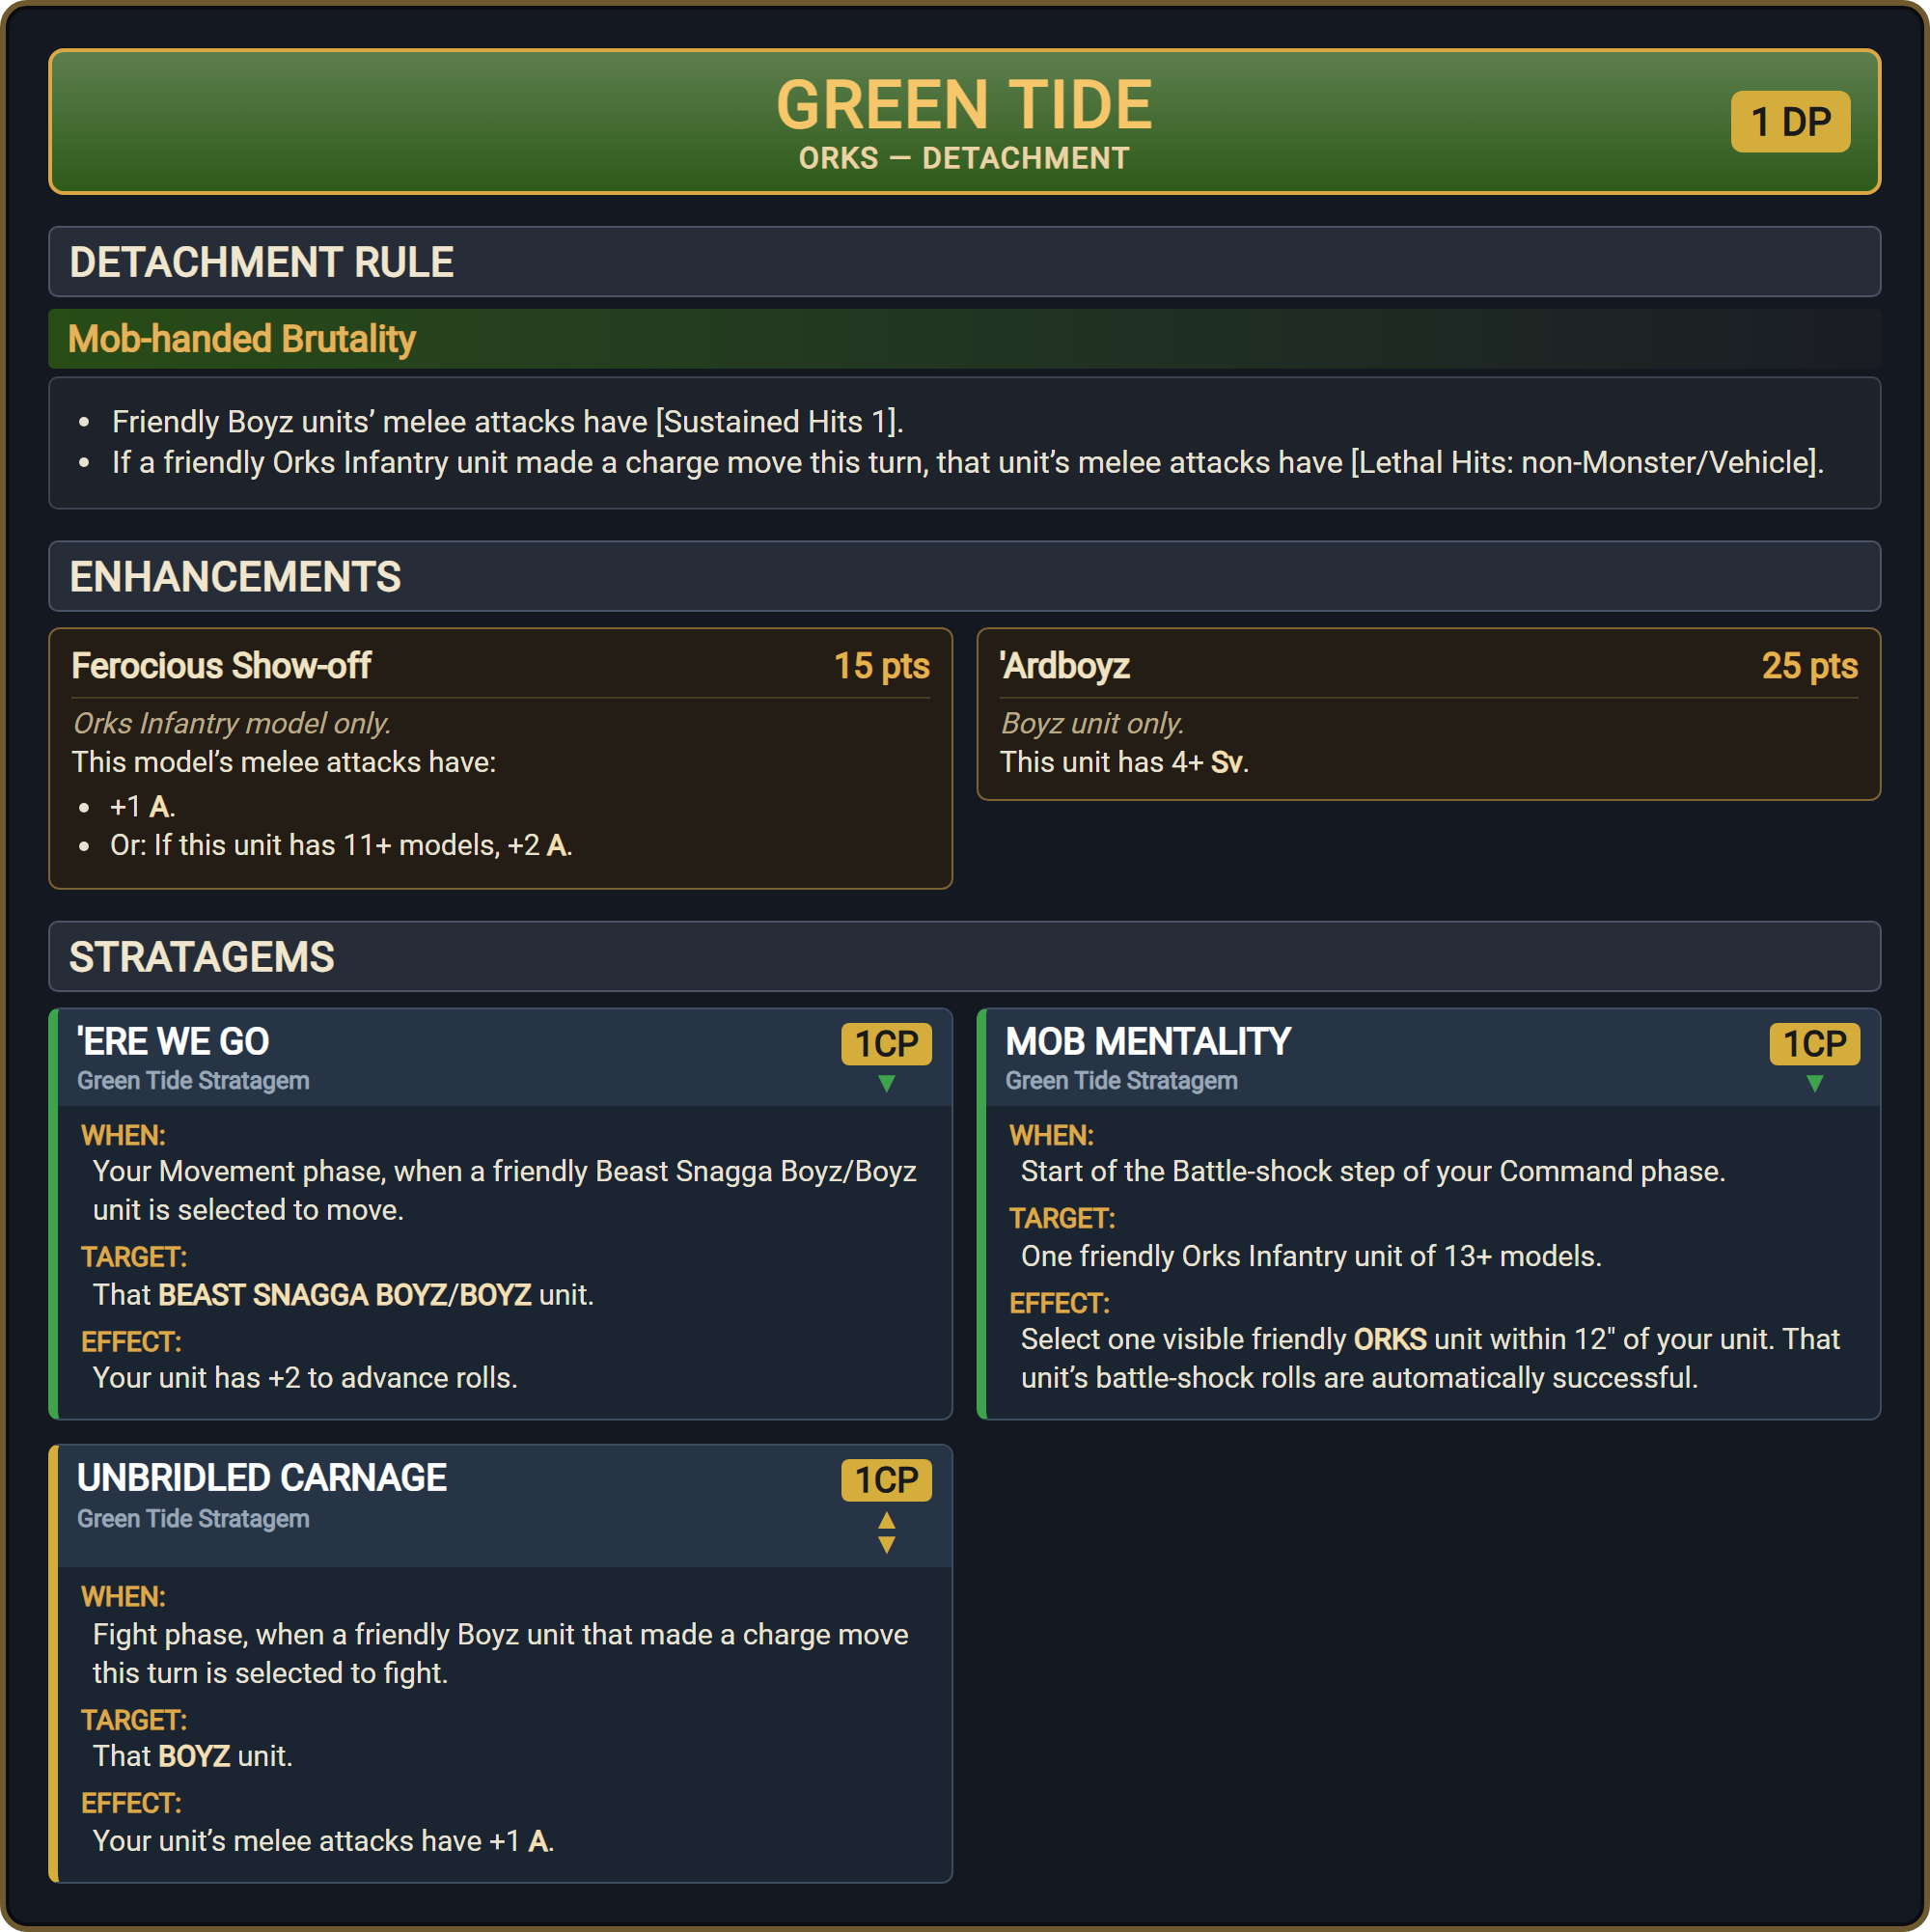 GREEN TIDE
ORKS — DETACHMENT
1 DP
DETACHMENT RULE
Mob-handed Brutality
• Friendly Boyz units’ melee attacks have [Sustained Hits 1].
• If a friendly Orks Infantry unit made a charge move this turn, that unit’s melee attacks have [Lethal Hits: non-Monster/Vehicle].
ENHANCEMENTS
Ferocious Show-off
15 pts
Orks Infantry model only.
This model’s melee attacks have:
• +1 A.
• Or: If this unit has 11+ models, +2 A.
'Ardboyz
25 pts
Boyz unit only.
This unit has 4+ Sv.
STRATAGEMS
'ERE WE GO
1CP
Green Tide Stratagem
▼
WHEN:
Your Movement phase, when a friendly Beast Snagga Boyz/Boyz
unit is selected to move.
TARGET:
That BEAST SNAGGA BOYZ/BOYZ unit.
EFFECT:
Your unit has +2 to advance rolls.
MOB MENTALITY
1CP
Green Tide Stratagem
▼
WHEN:
Start of the Battle-shock step of your Command phase.
TARGET:
One friendly Orks Infantry unit of 13+ models.
EFFECT:
Select one visible friendly ORKS unit within 12" of your unit. That
unit’s battle-shock rolls are automatically successful.
UNBRIDLED CARNAGE
1CP
Green Tide Stratagem
▲
▼
WHEN:
Fight phase, when a friendly Boyz unit that made a charge move
this turn is selected to fight.
TARGET:
That BOYZ unit.
EFFECT:
Your unit’s melee attacks have +1 A.